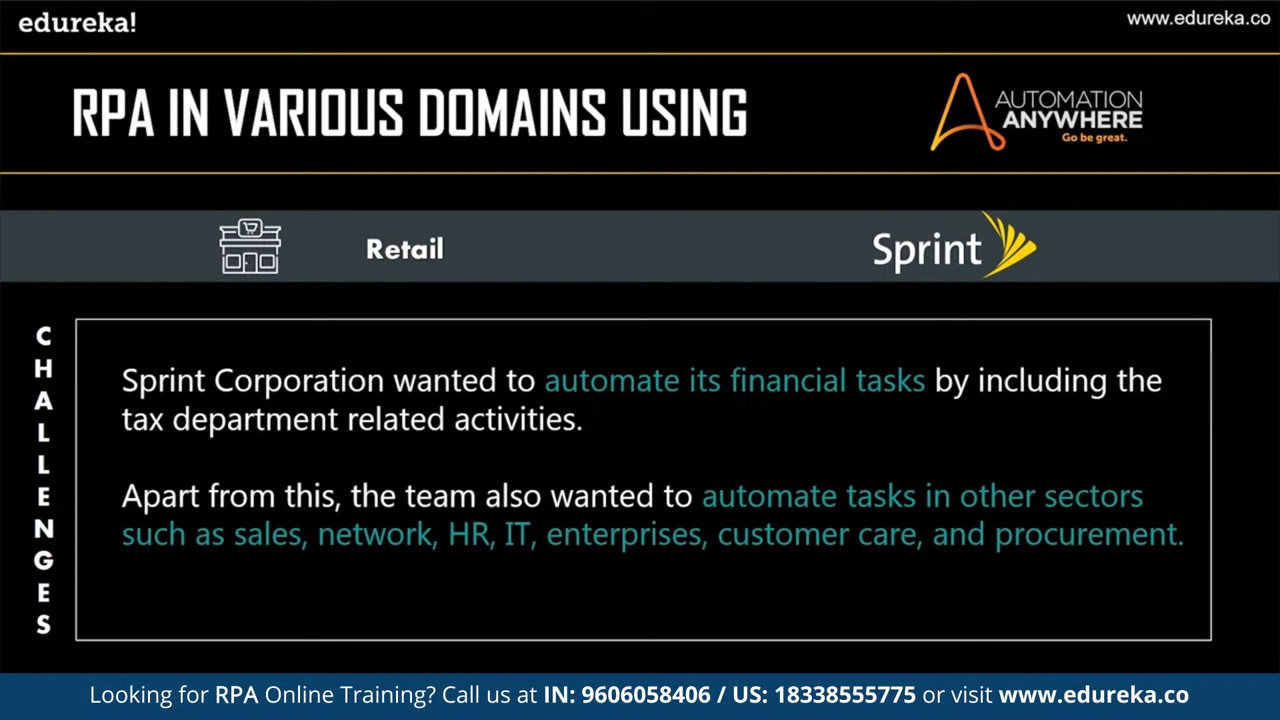 edureka!
www.edureka.co
RPA IN VARIOUS DOMAINS USING
AUTOMATION
ANYWHERE
Go be great.
Retail
Sprint
CHALLENGES
Sprint Corporation wanted to automate its financial tasks by including the
tax department related activities.
Apart from this, the team also wanted to automate tasks in other sectors
such as sales, network, HR, IT, enterprises, customer care, and procurement.
Looking for RPA Online Training? Call us at IN: 9606058406 / US: 18338555775 or visit www.edureka.co